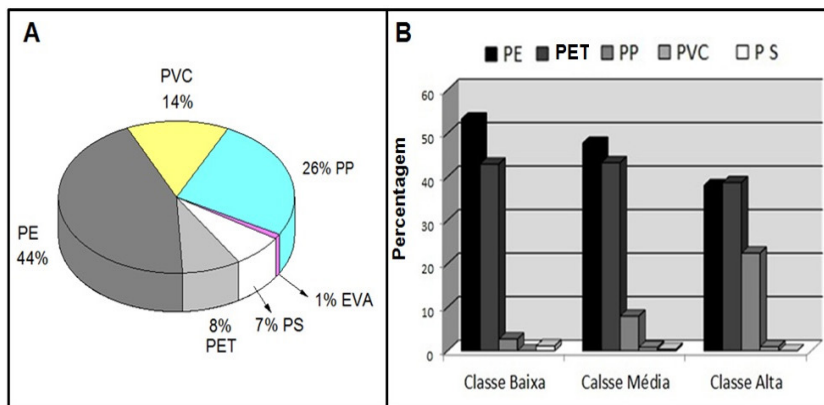 A
PVC
14%
26% PP
PE
44%
1% EVA
7% PS
8%
PET
B
PE PET PP PVC P S
Percentagem
60
50
40
30
20
10
0
Classe Baixa Calsse Média Classe Alta